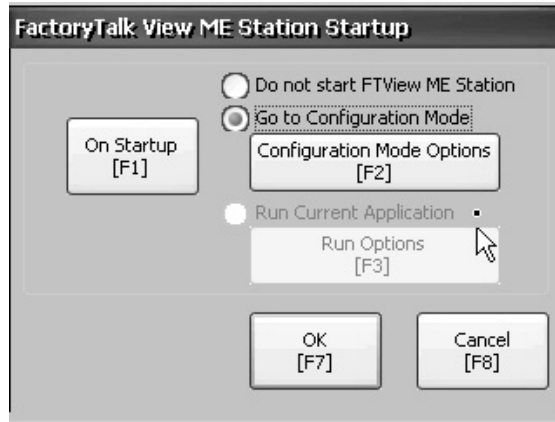 FactoryTalk View ME Station Startup
Do not start FTView ME Station
Go to Configuration Mode
On Startup
[F1]
Configuration Mode Options
[F2]
Run Current Application
Run Options
[F3]
OK
[F7]
Cancel
[F8]